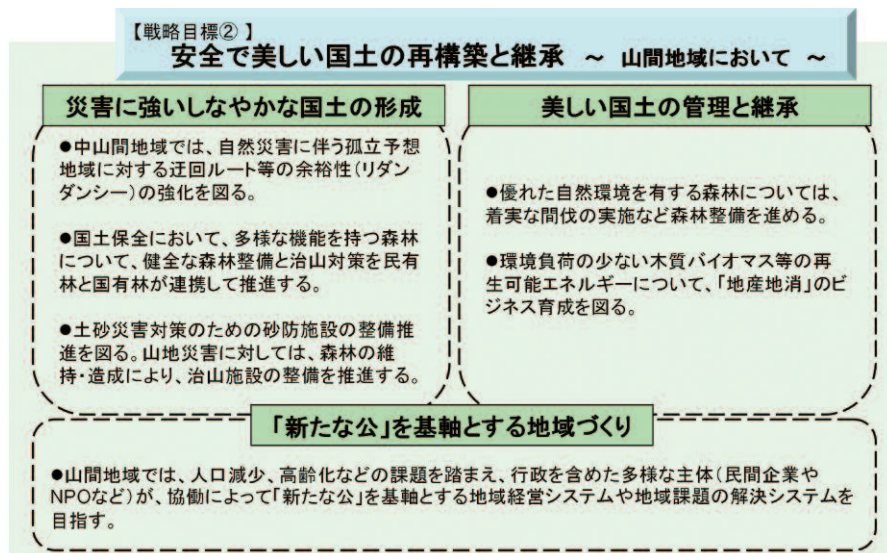 【戦略目標②】
安全で美しい国土の再構築と継承 ～ 山間地域において ～
災害に強いしなやかな国土の形成
●中山間地域では、自然災害に伴う孤立予想
地域に対する迂回ルート等の余裕性(リダン
ダンシー)の強化を図る。
●国土保全において、多様な機能を持つ森林
について、健全な森林整備と治山対策を民有
林と国有林が連携して推進する。
●土砂災害対策のための砂防施設の整備推
進を図る。山地災害に対しては、森林の維
持・造成により、治山施設の整備を推進する。
美しい国土の管理と継承
●優れた自然環境を有する森林については、
着実な間伐の実施など森林整備を進める。
●環境負荷の少ない木質バイオマス等の再
生可能エネルギーについて、「地産地消」のビ
ジネス育成を図る。
「新たな公」を基軸とする地域づくり
●山間地域では、人口減少、高齢化などの課題を踏まえ、行政を含めた多様な主体(民間企業や
NPOなど)が、協働によって「新たな公」を基軸とする地域経営システムや地域課題の解決システムを
目指す。